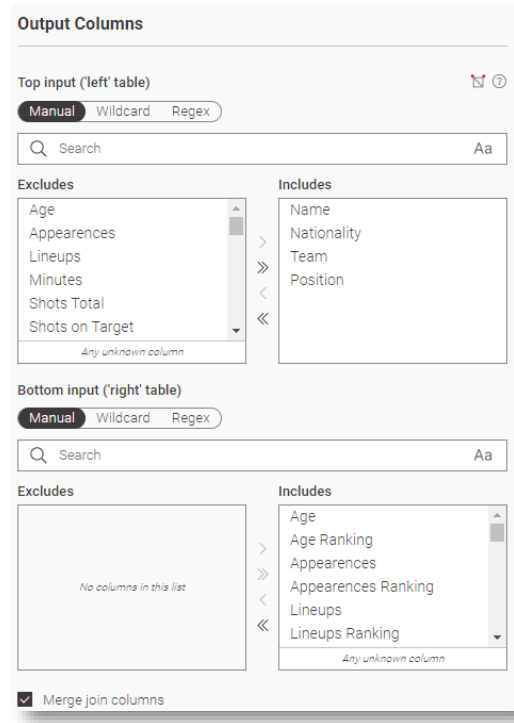 Output Columns
Top input ('left' table)
Manual Wildcard Regex
Search Aa
Excludes Includes
Age
Appearences
Lineups
Minutes
Shots Total
Shots on Target
Any unknown column
Name
Nationality
Team
Position
Bottom input ('right' table)
Manual Wildcard Regex
Search Aa
Excludes Includes
No columns in this list
Age
Age Ranking
Appearences
Appearences Ranking
Lineups
Lineups Ranking
Any unknown column
Merge join columns